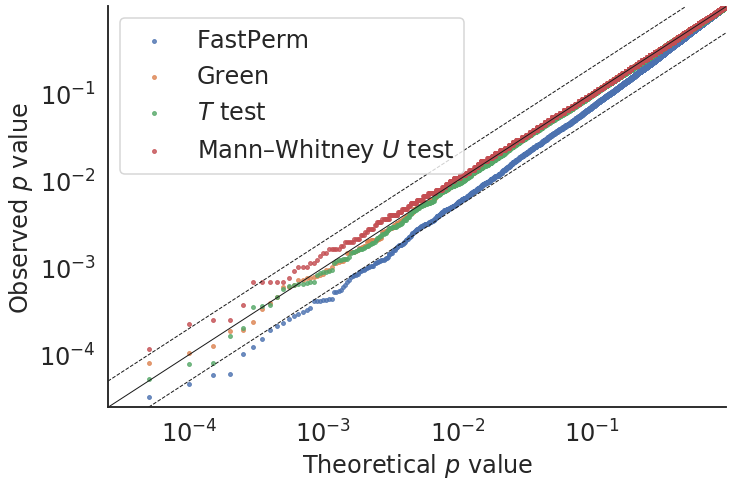 FastPerm
Green
T test
Mann–Whitney U test
10⁻¹
10⁻²
10⁻³
10⁻⁴
Observed p value
10⁻⁴
10⁻³
10⁻²
10⁻¹
Theoretical p value